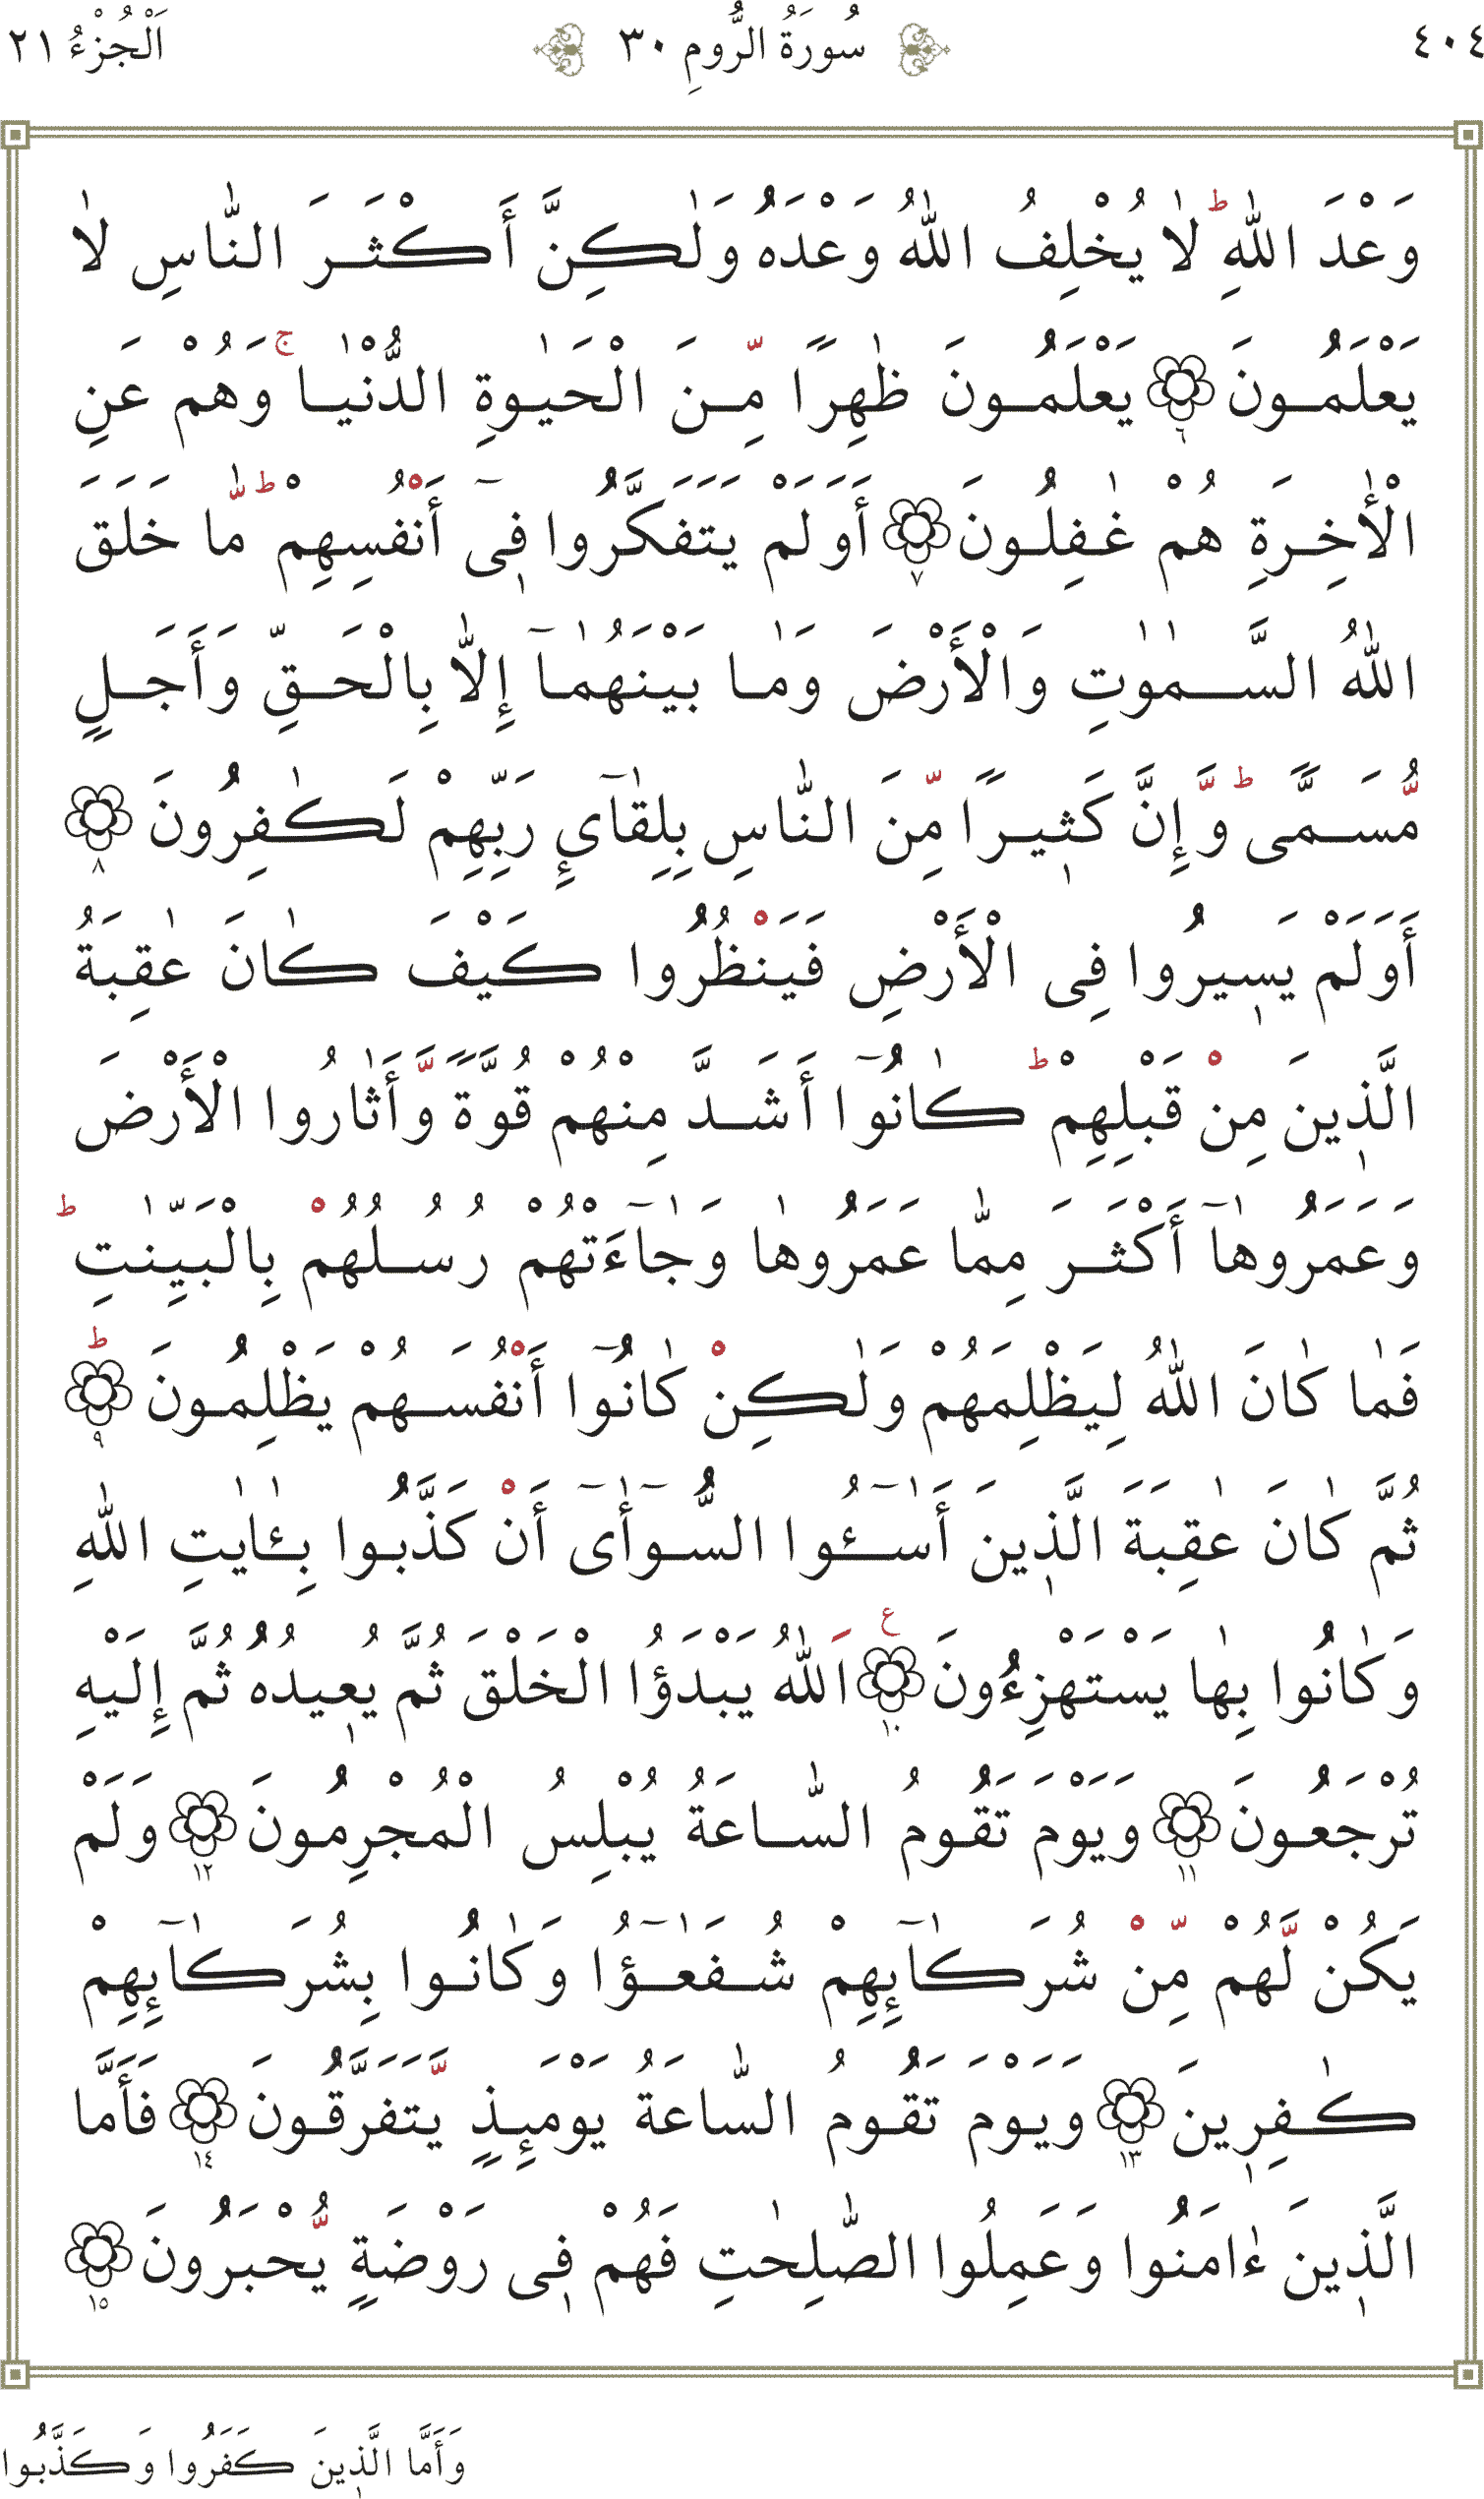 ٤٠٤ سُورَةُ الرُّومِ ٣٠ اَلْجُزْءُ ٢١
وَعْدَ اللّٰهِ ؕ لَا يُخْلِفُ اللّٰهُ وَعْدَهُ وَلٰكِنَّ أَكْثَرَ النَّاسِ لَا
يَعْلَمُونَ ٦ يَعْلَمُونَ ظٰهِرًا مِّنَ الْحَيٰوةِ الدُّنْيَا ۚ وَهُمْ عَنِ
الْأٰخِرَةِ هُمْ غٰفِلُونَ ٧ أَوَلَمْ يَتَفَكَّرُوا فِىٓ أَنْفُسِهِمْ ؕ مَّا خَلَقَ
اللّٰهُ السَّمٰوٰتِ وَالْأَرْضَ وَمَا بَيْنَهُمَآ إِلَّا بِالْحَقِّ وَأَجَلٍ
مُّسَمًّى ؕ وَّإِنَّ كَثِيرًا مِّنَ النَّاسِ بِلِقَآئِ رَبِّهِمْ لَكٰفِرُونَ ٨
أَوَلَمْ يَسِيرُوا فِى الْأَرْضِ فَيَنْظُرُوا كَيْفَ كَانَ عٰقِبَةُ
الَّذِينَ مِنْ قَبْلِهِمْ ؕ كَانُوٓا أَشَدَّ مِنْهُمْ قُوَّةً وَّأَثَارُوا الْأَرْضَ
وَعَمَرُوهَآ أَكْثَرَ مِمَّا عَمَرُوهَا وَجَآءَتْهُمْ رُسُلُهُمْ بِالْبَيِّنٰتِ ؕ
فَمَا كَانَ اللّٰهُ لِيَظْلِمَهُمْ وَلٰكِنْ كَانُوٓا أَنْفُسَهُمْ يَظْلِمُونَ ؕ ٩
ثُمَّ كَانَ عٰقِبَةَ الَّذِينَ أَسَٰٓـُٔوا السُّوٓأٰىٓ أَنْ كَذَّبُوا بِـَٔايٰتِ اللّٰهِ
وَكَانُوا بِهَا يَسْتَهْزِءُونَ ع ١٠ اَللّٰهُ يَبْدَؤُا الْخَلْقَ ثُمَّ يُعِيدُهُ ثُمَّ إِلَيْهِ
تُرْجَعُونَ ١١ وَيَوْمَ تَقُومُ السَّاعَةُ يُبْلِسُ الْمُجْرِمُونَ ١٢ وَلَمْ
يَكُنْ لَّهُمْ مِّنْ شُرَكَآئِهِمْ شُفَعٰٓؤُا وَكَانُوا بِشُرَكَآئِهِمْ
كٰفِرِينَ ١٣ وَيَوْمَ تَقُومُ السَّاعَةُ يَوْمَئِذٍ يَّتَفَرَّقُونَ ١٤ فَأَمَّا
الَّذِينَ ءَامَنُوا وَعَمِلُوا الصّٰلِحٰتِ فَهُمْ فِى رَوْضَةٍ يُّحْبَرُونَ ١٥
وَأَمَّا الَّذِينَ كَفَرُوا وَكَذَّبُوا